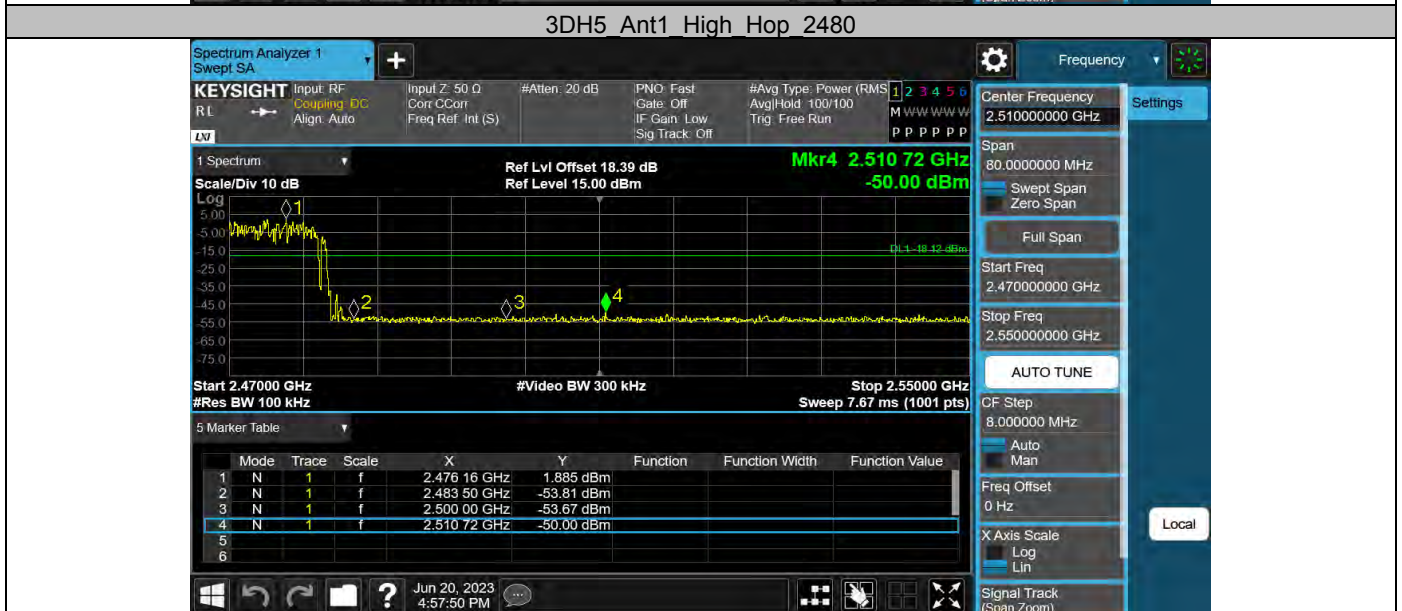 3DH5_Ant1_High_Hop_2480
Spectrum Analyzer 1
Swept SA
+
Frequency
KEYSIGHT
RL
LXI
Input: RF
Coupling: DC
Align: Auto
Input Z: 50 Ω
Corr CCorr
Freq Ref: Int (S)
#Atten: 20 dB
PNO: Fast
Gate: Off
IF Gain: Low
Sig Track: Off
#Avg Type: Power (RMS
Avg|Hold: 100/100
Trig: Free Run
1 2 3 4 5 6
M W W W W W
P P P P P P
1 Spectrum
Scale/Div 10 dB
Ref Lvl Offset 18.39 dB
Ref Level 15.00 dBm
Mkr4 2.510 72 GHz
-50.00 dBm
Log
5.00
-5.00
-15.0
-25.0
-35.0
-45.0
-55.0
-65.0
-75.0
1
2
3
4
DL1 -18.12 dBm
Start 2.47000 GHz
#Video BW 300 kHz
Stop 2.55000 GHz
#Res BW 100 kHz
Sweep 7.67 ms (1001 pts)
5 Marker Table
Mode Trace Scale X Y Function Function Width Function Value
1 N 1 f 2.476 16 GHz 1.885 dBm
2 N 1 f 2.483 50 GHz -53.81 dBm
3 N 1 f 2.500 00 GHz -53.67 dBm
4 N 1 f 2.510 72 GHz -50.00 dBm
5
6
?
Jun 20, 2023
4:57:50 PM
Center Frequency
2.510000000 GHz
Span
80.0000000 MHz
Swept Span
Zero Span
Full Span
Start Freq
2.470000000 GHz
Stop Freq
2.550000000 GHz
AUTO TUNE
CF Step
8.000000 MHz
Auto
Man
Freq Offset
0 Hz
X Axis Scale
Log
Lin
Signal Track
(Span Zoom)
Settings
Local